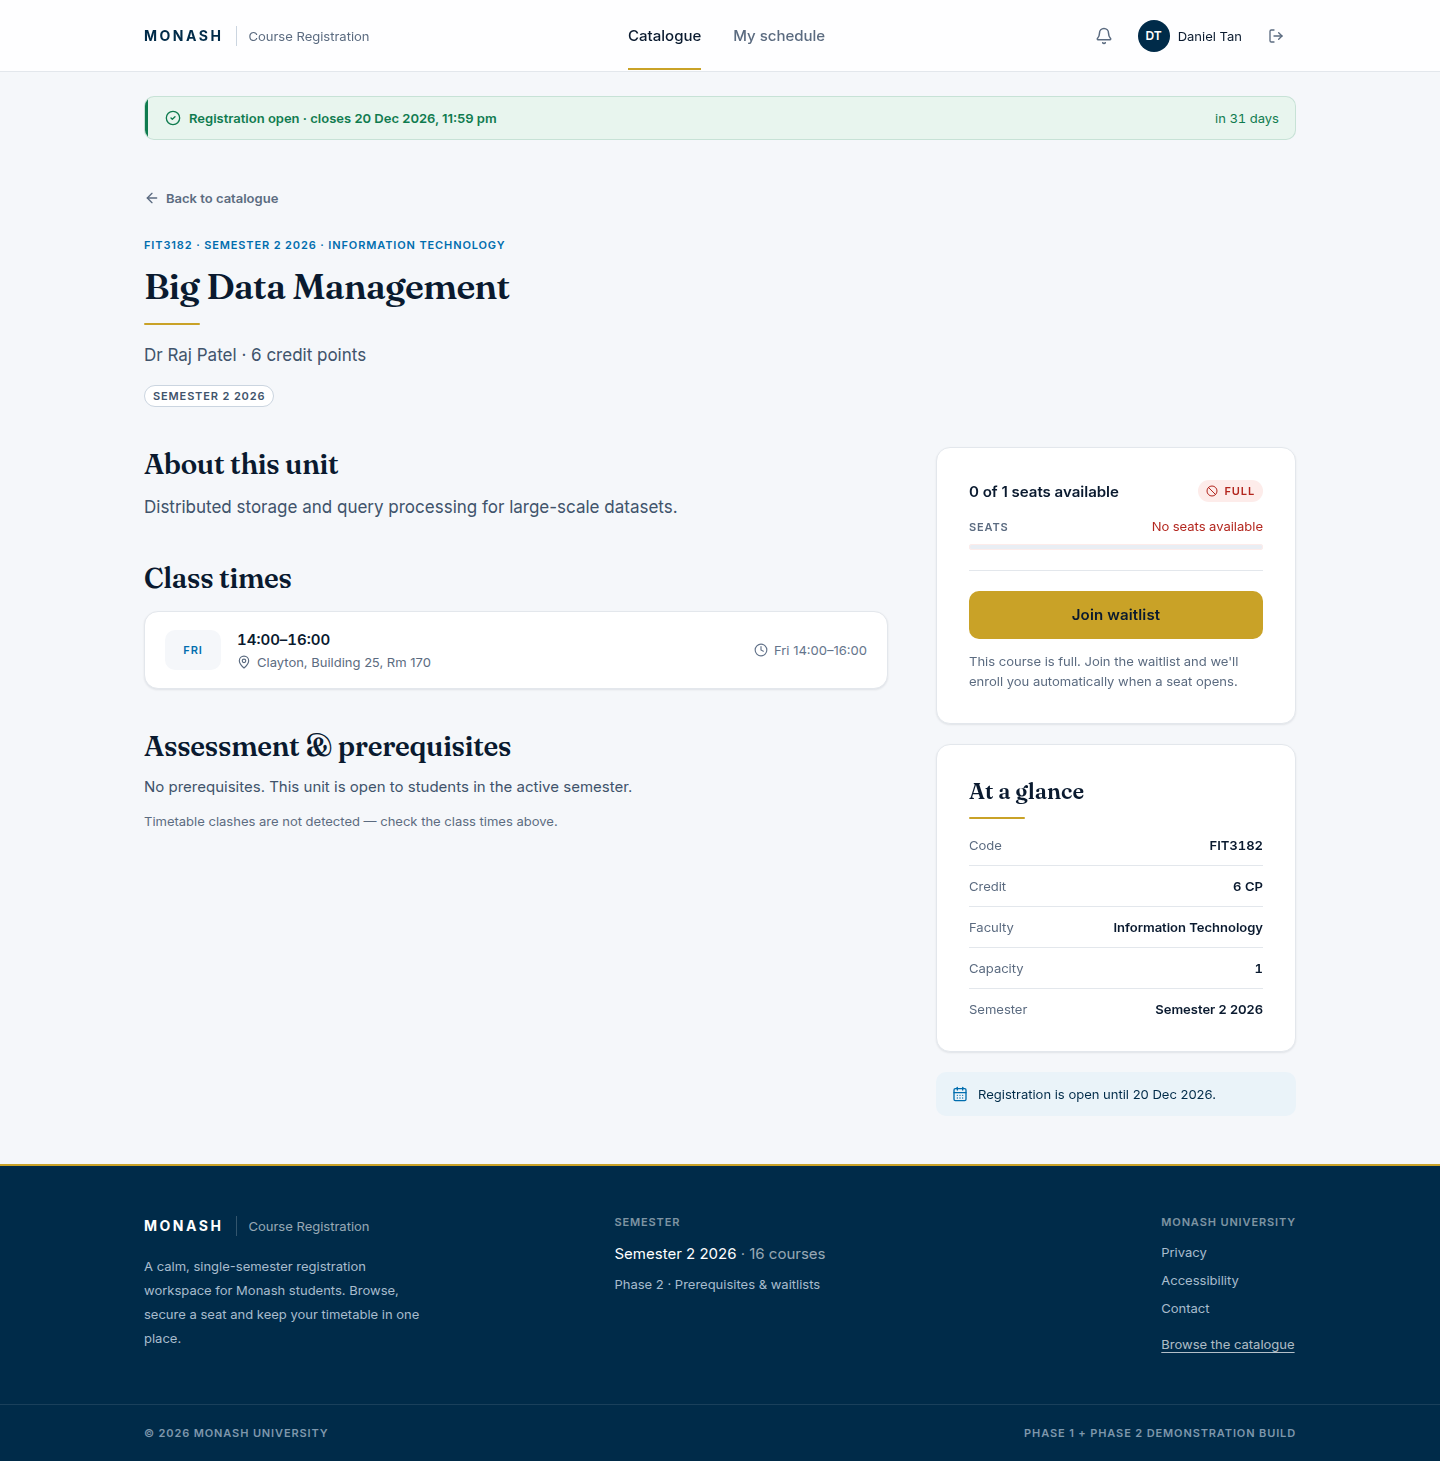 MONASH
Course Registration
Catalogue
My schedule
DT
Daniel Tan
Registration open · closes 20 Dec 2026, 11:59 pm
in 31 days
Back to catalogue
FIT3182 · SEMESTER 2 2026 · INFORMATION TECHNOLOGY
Big Data Management
Dr Raj Patel · 6 credit points
SEMESTER 2 2026
About this unit
Distributed storage and query processing for large-scale datasets.
Class times
FRI
14:00–16:00
Clayton, Building 25, Rm 170
Fri 14:00–16:00
Assessment & prerequisites
No prerequisites. This unit is open to students in the active semester.
Timetable clashes are not detected — check the class times above.
0 of 1 seats available
FULL
SEATS
No seats available
Join waitlist
This course is full. Join the waitlist and we'll
enroll you automatically when a seat opens.
At a glance
Code
FIT3182
Credit
6 CP
Faculty
Information Technology
Capacity
1
Semester
Semester 2 2026
Registration is open until 20 Dec 2026.
MONASH
Course Registration
A calm, single-semester registration
workspace for Monash students. Browse,
secure a seat and keep your timetable in one
place.
SEMESTER
Semester 2 2026 · 16 courses
Phase 2 · Prerequisites & waitlists
MONASH UNIVERSITY
Privacy
Accessibility
Contact
Browse the catalogue
© 2026 MONASH UNIVERSITY
PHASE 1 + PHASE 2 DEMONSTRATION BUILD